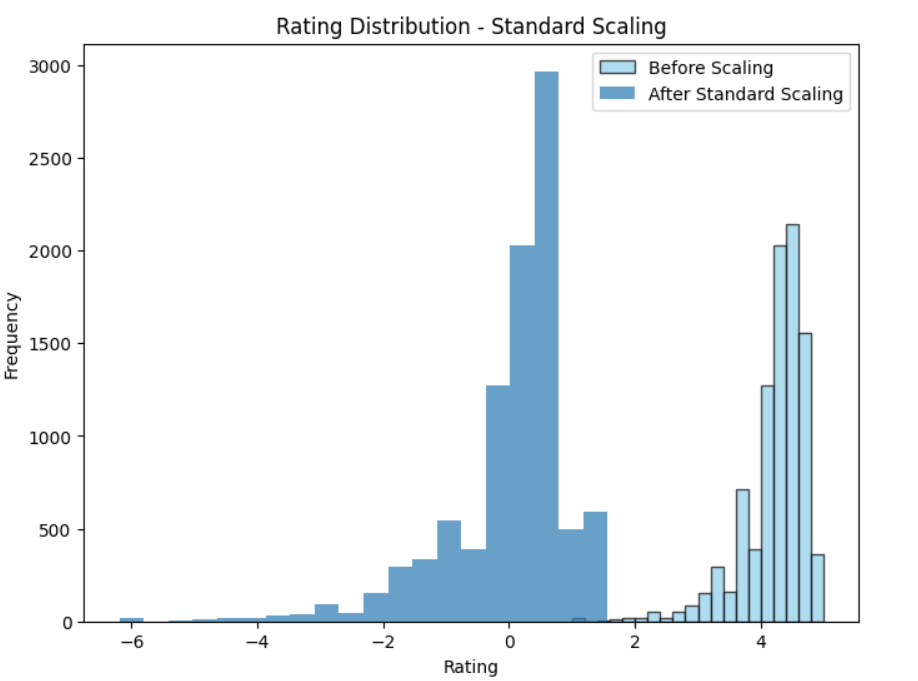 Rating Distribution - Standard Scaling
Before Scaling
After Standard Scaling
3000
2500
2000
1500
1000
500
0
Frequency
−6
−4
−2
0
2
4
Rating